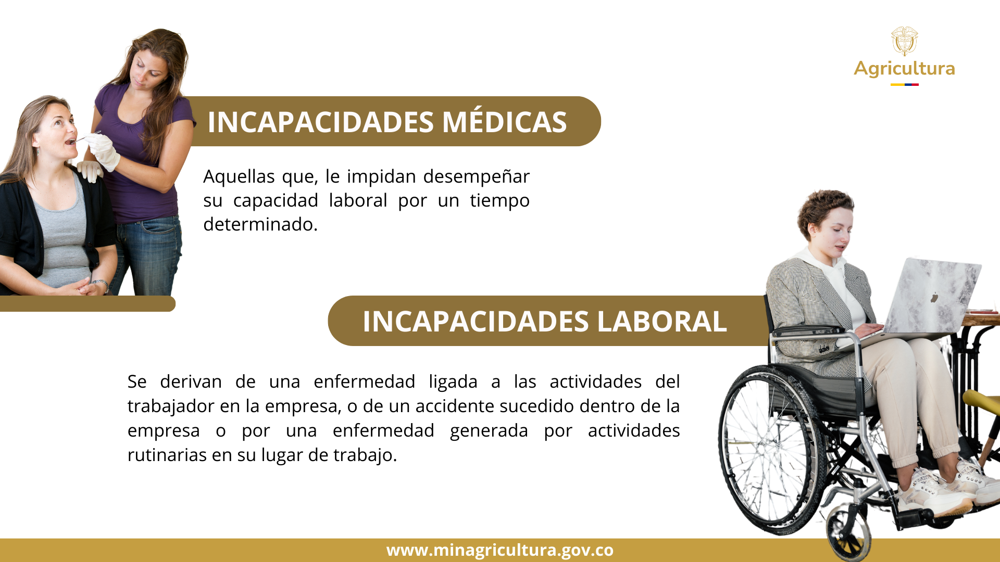 Agricultura
INCAPACIDADES MÉDICAS
Aquellas que, le impidan desempeñar
su capacidad laboral por un tiempo
determinado.
INCAPACIDADES LABORAL
Se derivan de una enfermedad ligada a las actividades del
trabajador en la empresa, o de un accidente sucedido dentro de la
empresa o por una enfermedad generada por actividades
rutinarias en su lugar de trabajo.
www.minagricultura.gov.co